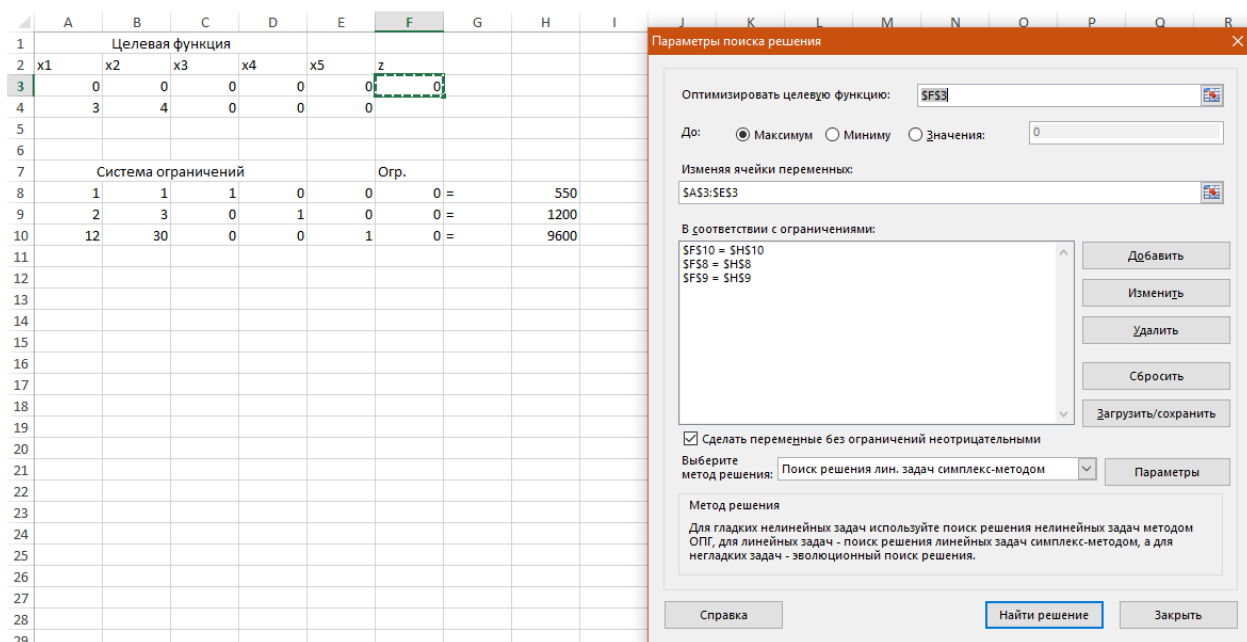 A B C D E F G H I J K L M N O P Q R
1 Целевая функция
2 x1 x2 x3 x4 x5 z
3 0 0 0 0 0 0
4 3 4 0 0 0
5
6
7 Система ограничений Огр.
8 1 1 1 0 0 0 = 550
9 2 3 0 1 0 0 = 1200
10 12 30 0 0 1 0 = 9600
11
12
13
14
15
16
17
18
19
20
21
22
23
24
25
26
27
28
29
Параметры поиска решения
Оптимизировать целевую функцию: $F$3
До: Максимум Миниму Значения: 0
Изменяя ячейки переменных:
$A$3:$E$3
В соответствии с ограничениями:
$F$10 = $H$10
$F$8 = $H$8
$F$9 = $H$9
Добавить
Изменить
Удалить
Сбросить
Загрузить/сохранить
Сделать переменные без ограничений неотрицательными
Выберите
метод решения: Поиск решения лин. задач симплекс-методом Параметры
Метод решения
Для гладких нелинейных задач используйте поиск решения нелинейных задач методом
ОПГ, для линейных задач - поиск решения линейных задач симплекс-методом, а для
негладких задач - эволюционный поиск решения.
Справка Найти решение Закрыть